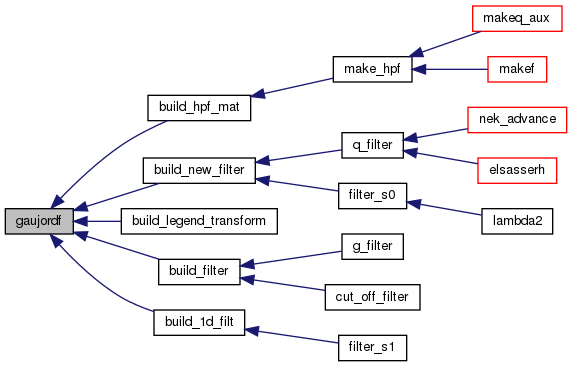 makeq_aux
make_hpf
makef
build_hpf_mat
nek_advance
q_filter
build_new_filter
elsasserh
filter_s0
gaujordf
build_legend_transform
lambda2
g_filter
build_filter
cut_off_filter
build_1d_filt
filter_s1